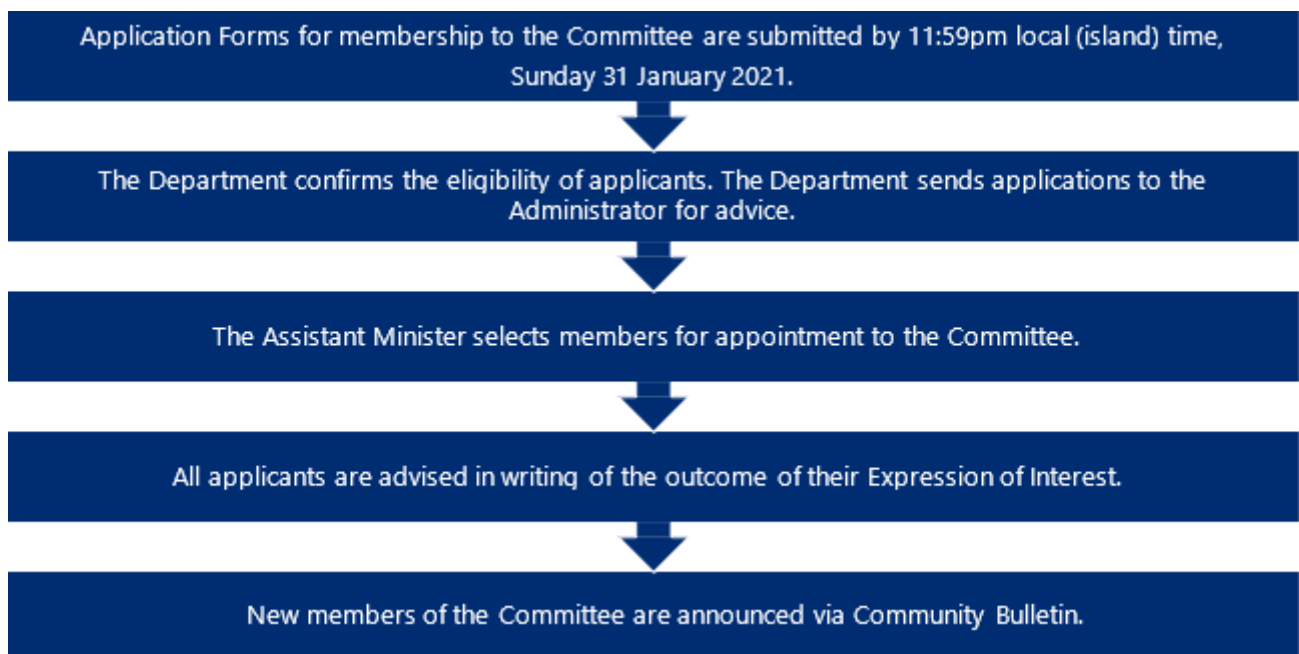 Application Forms for membership to the Committee are submitted by 11:59pm local (island) time,
Sunday 31 January 2021.
The Department confirms the eligibility of applicants. The Department sends applications to the
Administrator for advice.
The Assistant Minister selects members for appointment to the Committee.
All applicants are advised in writing of the outcome of their Expression of Interest.
New members of the Committee are announced via Community Bulletin.